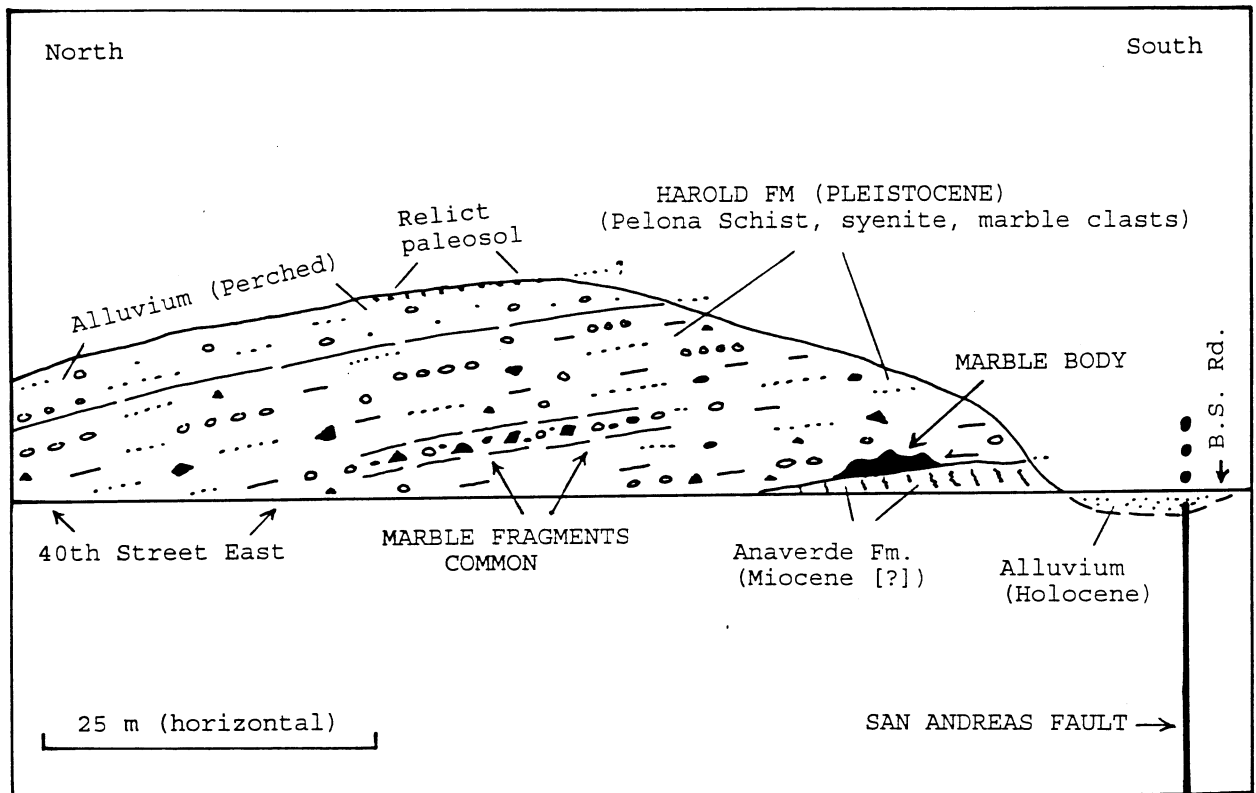 North
South
HAROLD FM (PLEISTOCENE)
(Pelona Schist, syenite, marble clasts)
Relict
paleosol
?
Alluvium (Perched)
MARBLE BODY
B.S. Rd.
40th Street East
MARBLE FRAGMENTS
COMMON
Anaverde Fm.
(Miocene [?])
Alluvium
(Holocene)
25 m (horizontal)
SAN ANDREAS FAULT